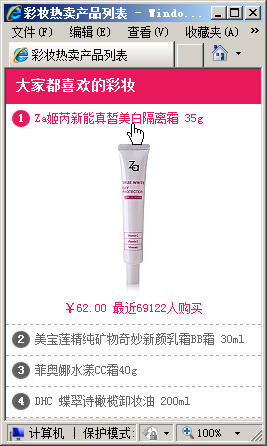 彩妆热卖产品列表 - Windo...
文件(F) 编辑(E) 查看(V) 收藏夹(A) »
彩妆热卖产品列表
大家都喜欢的彩妆
1 Za姬芮新能真皙美白隔离霜 35g
Za
TRUE WHITE
DAY
PROTECTOR
¥62.00 最近69122人购买
2 美宝莲精纯矿物奇妙新颜乳霜BB霜 30ml
3 菲奥娜水漾CC霜40g
4 DHC 蝶翠诗橄榄卸妆油 200ml
计算机 | 保护模式: 100%